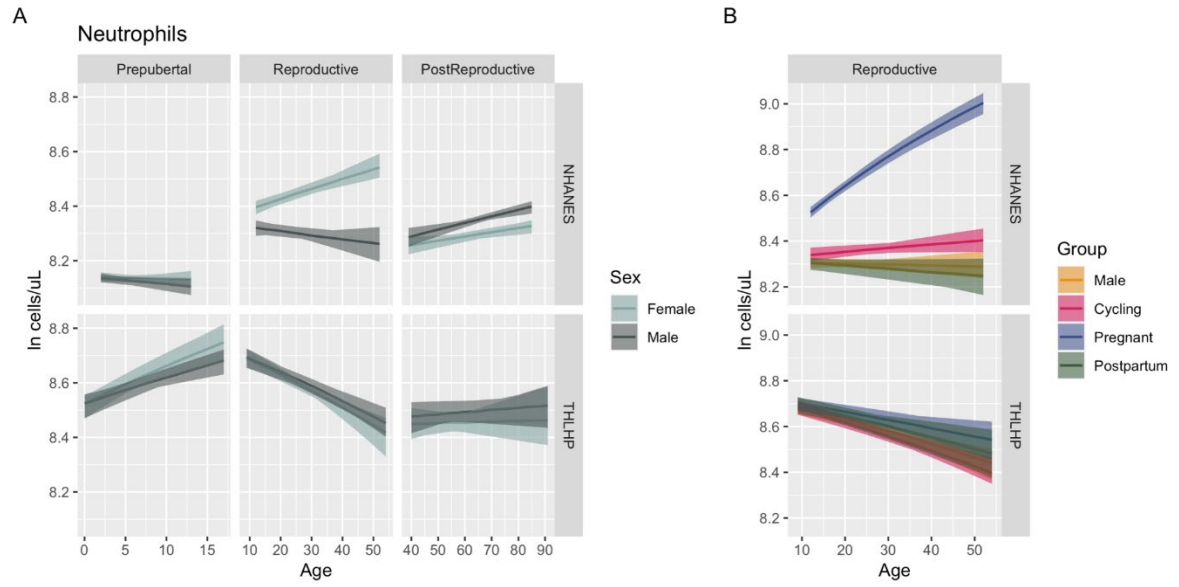 A
B
Neutrophils
Prepubertal
Reproductive
PostReproductive
Reproductive
ln cells/uL
8.8
8.6
8.4
8.2
NHANES
8.8
8.6
8.4
8.2
THLHP
0 5 10 15
10 20 30 40 50
40 50 60 70 80 90
Age
Sex
Female
Male
ln cells/uL
9.0
8.8
8.6
8.4
8.2
NHANES
9.0
8.8
8.6
8.4
8.2
THLHP
10 20 30 40 50
Age
Group
Male
Cycling
Pregnant
Postpartum